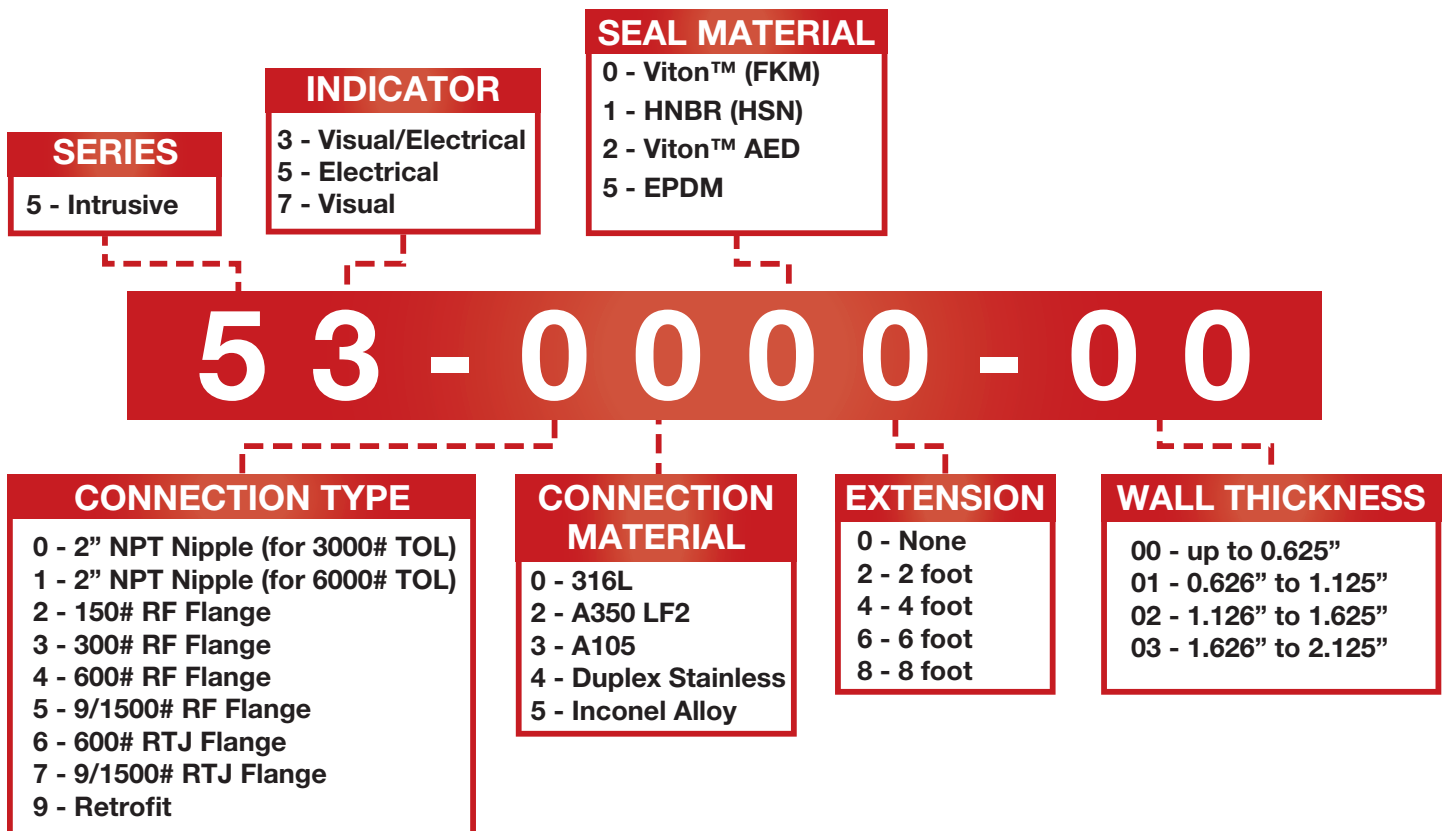 SERIES
5 - Intrusive
INDICATOR
3 - Visual/Electrical
5 - Electrical
7 - Visual
SEAL MATERIAL
0 - Viton™ (FKM)
1 - HNBR (HSN)
2 - Viton™ AED
5 - EPDM
5 3 - 0 0 0 0 - 0 0
CONNECTION TYPE
0 - 2” NPT Nipple (for 3000# TOL)
1 - 2” NPT Nipple (for 6000# TOL)
2 - 150# RF Flange
3 - 300# RF Flange
4 - 600# RF Flange
5 - 9/1500# RF Flange
6 - 600# RTJ Flange
7 - 9/1500# RTJ Flange
9 - Retrofit
CONNECTION
MATERIAL
0 - 316L
2 - A350 LF2
3 - A105
4 - Duplex Stainless
5 - Inconel Alloy
EXTENSION
0 - None
2 - 2 foot
4 - 4 foot
6 - 6 foot
8 - 8 foot
WALL THICKNESS
00 - up to 0.625”
01 - 0.626” to 1.125”
02 - 1.126” to 1.625”
03 - 1.626” to 2.125”